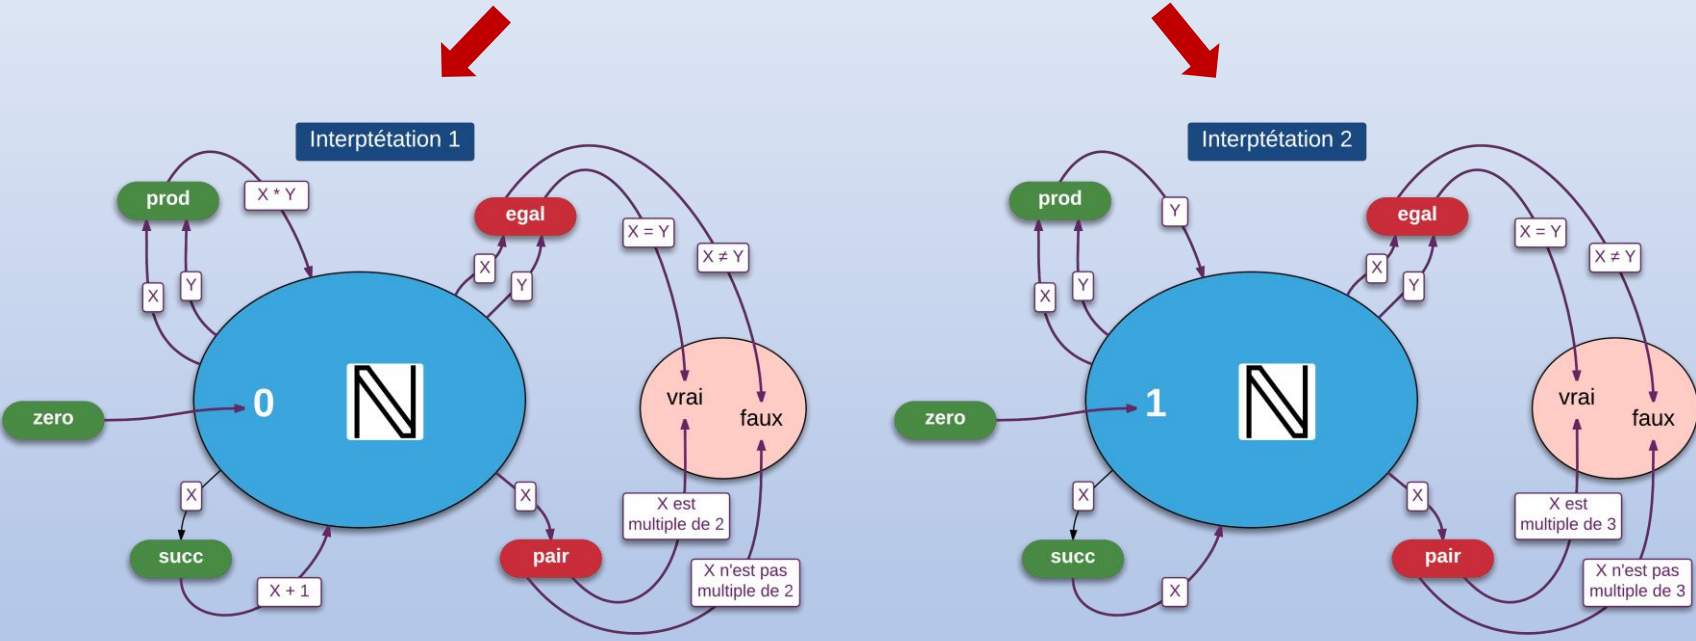 Interptétation 1
prod
X * Y
egal
X = Y
X ≠ Y
X
Y
X
Y
0
ℕ
zero
vrai
faux
X
X
X est
multiple de 2
succ
pair
X + 1
X n'est pas
multiple de 2
Interptétation 2
prod
Y
egal
X = Y
X ≠ Y
X
Y
X
Y
1
ℕ
zero
vrai
faux
X
X
X est
multiple de 3
succ
pair
X
X n'est pas
multiple de 3